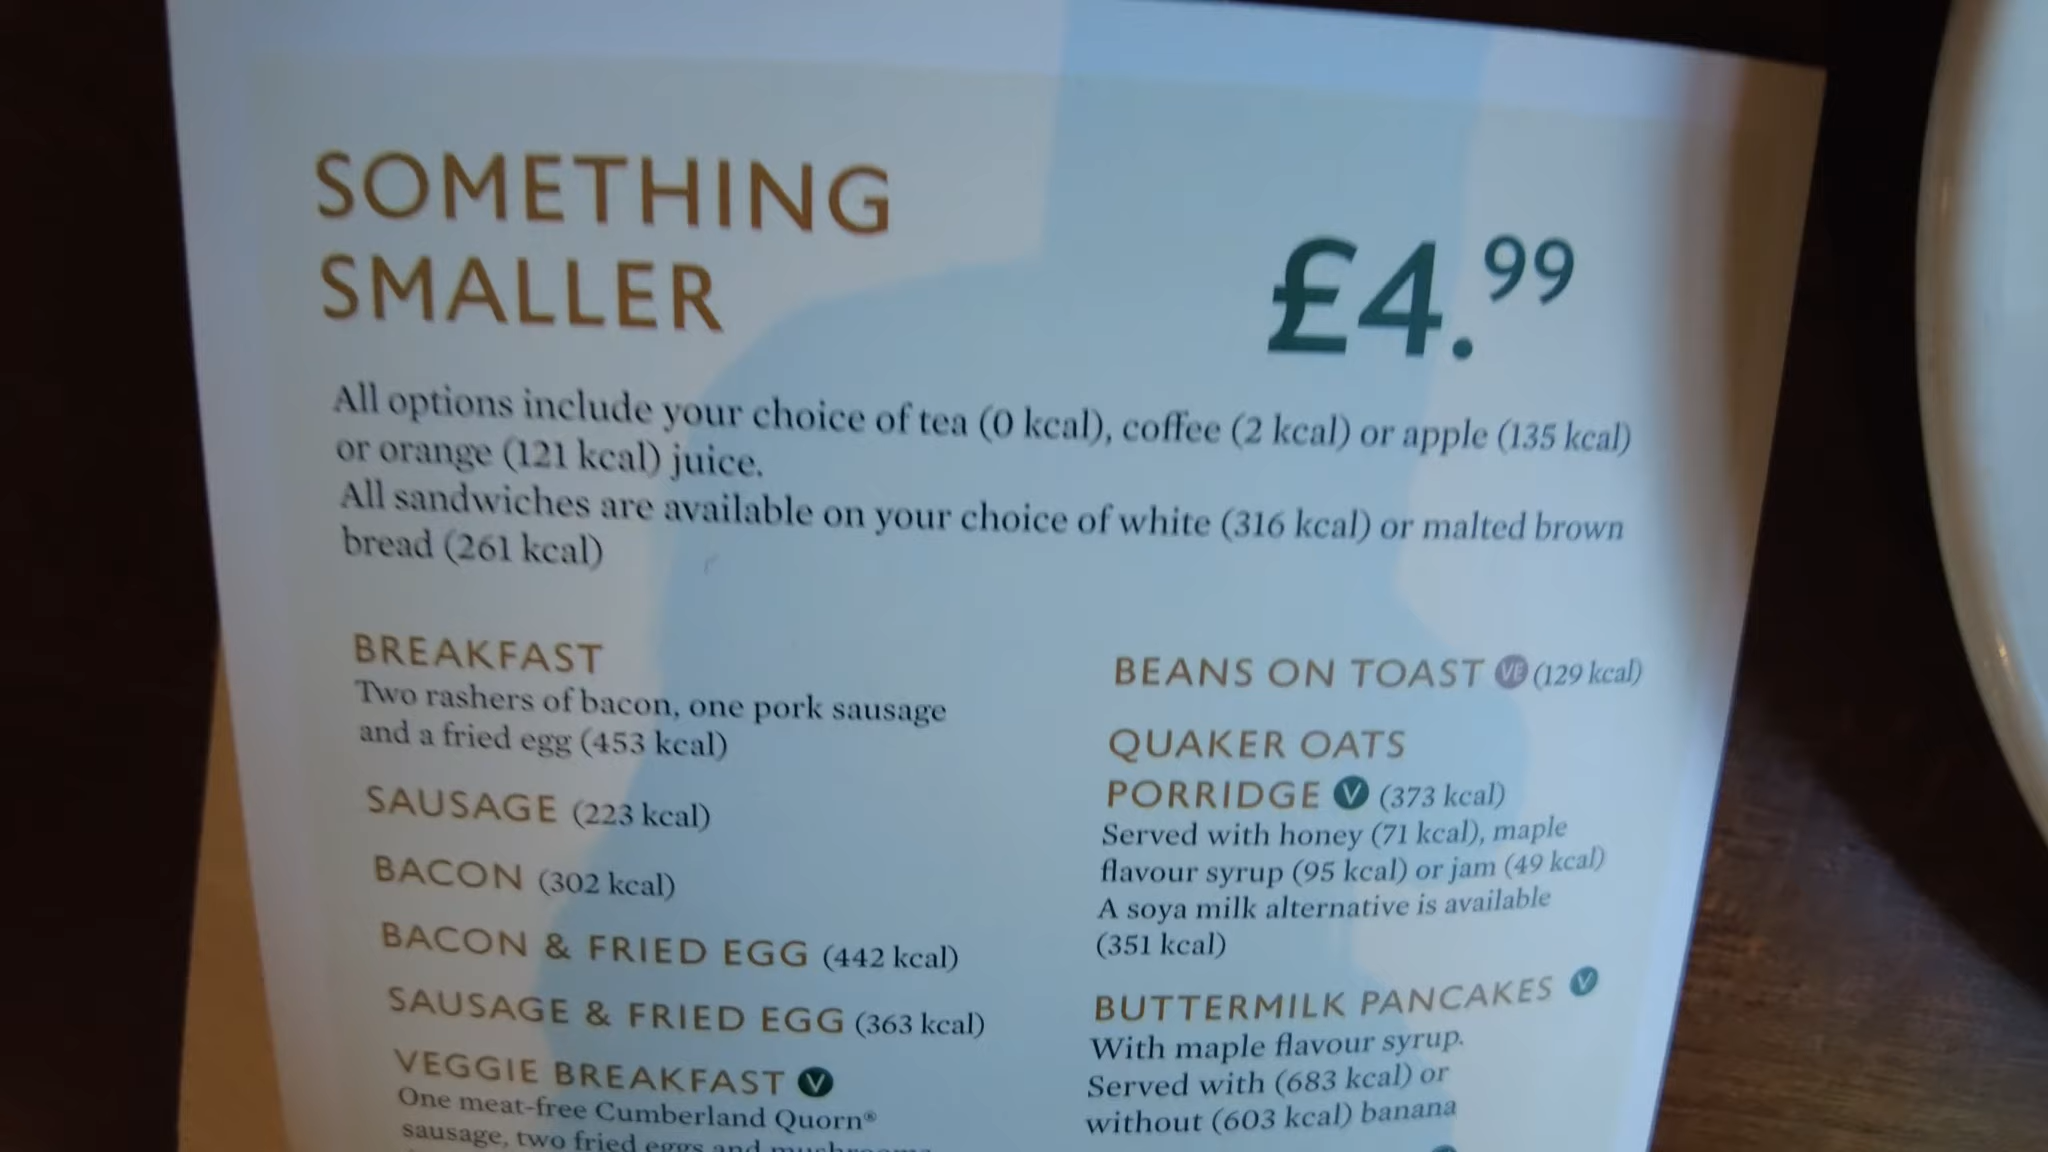 SOMETHING
SMALLER
£4.99
All options include your choice of tea (0 kcal), coffee (2 kcal) or apple (135 kcal)
or orange (121 kcal) juice.
All sandwiches are available on your choice of white (316 kcal) or malted brown
bread (261 kcal)
BREAKFAST
Two rashers of bacon, one pork sausage
and a fried egg (453 kcal)
SAUSAGE (223 kcal)
BACON (302 kcal)
BACON & FRIED EGG (442 kcal)
SAUSAGE & FRIED EGG (363 kcal)
VEGGIE BREAKFAST V
One meat-free Cumberland Quorn®
sausage, two fried eggs and mushrooms
BEANS ON TOAST VE (129 kcal)
QUAKER OATS
PORRIDGE V (373 kcal)
Served with honey (71 kcal), maple
flavour syrup (95 kcal) or jam (49 kcal)
A soya milk alternative is available
(351 kcal)
BUTTERMILK PANCAKES V
With maple flavour syrup.
Served with (683 kcal) or
without (603 kcal) banana